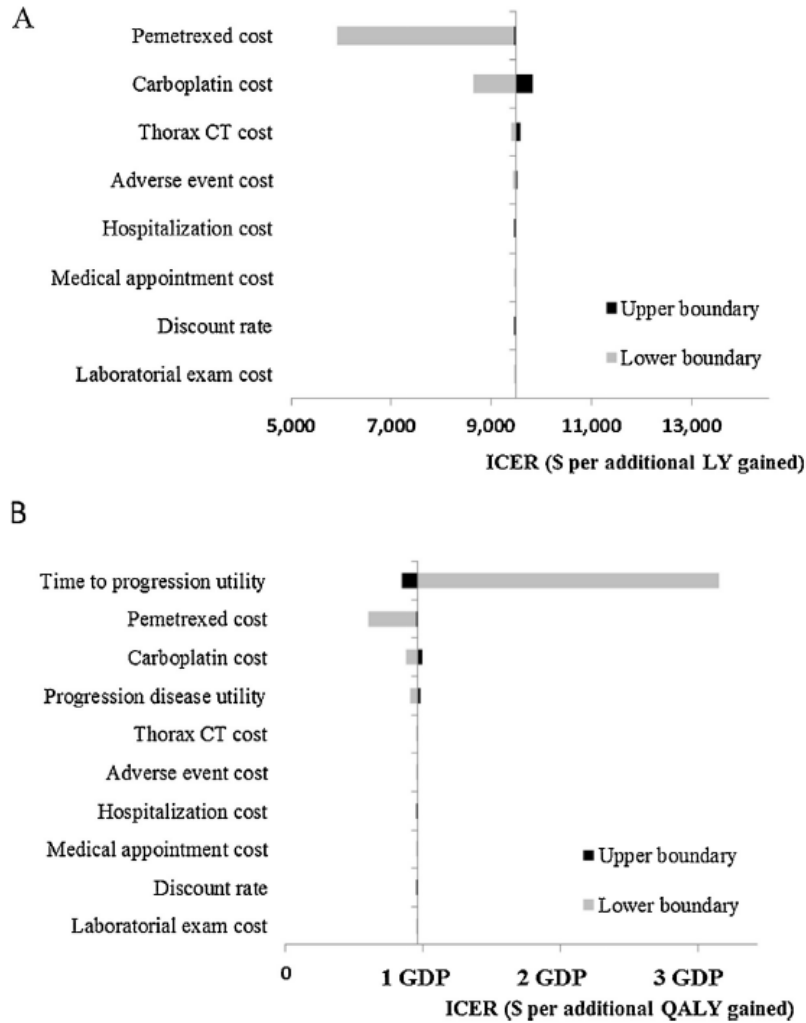 A
Pemetrexed cost
Carboplatin cost
Thorax CT cost
Adverse event cost
Hospitalization cost
Medical appointment cost
Discount rate
Laboratorial exam cost
Upper boundary
Lower boundary
5,000 7,000 9,000 11,000 13,000
ICER ($ per additional LY gained)
B
Time to progression utility
Pemetrexed cost
Carboplatin cost
Progression disease utility
Thorax CT cost
Adverse event cost
Hospitalization cost
Medical appointment cost
Discount rate
Laboratorial exam cost
Upper boundary
Lower boundary
0 1 GDP 2 GDP 3 GDP
ICER ($ per additional QALY gained)